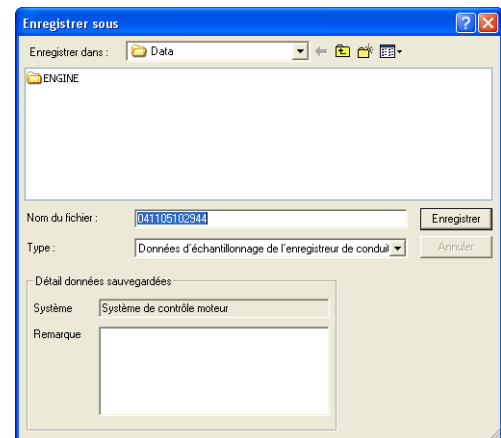 Enregistrer sous
Enregistrer dans :
Data
ENGINE
Nom du fichier :
041105102944
Enregistrer
Type :
Données d'échantillonnage de l'enregistreur de conduit
Annuler
Détail données sauvegardées
Système
Système de contrôle moteur
Remarque